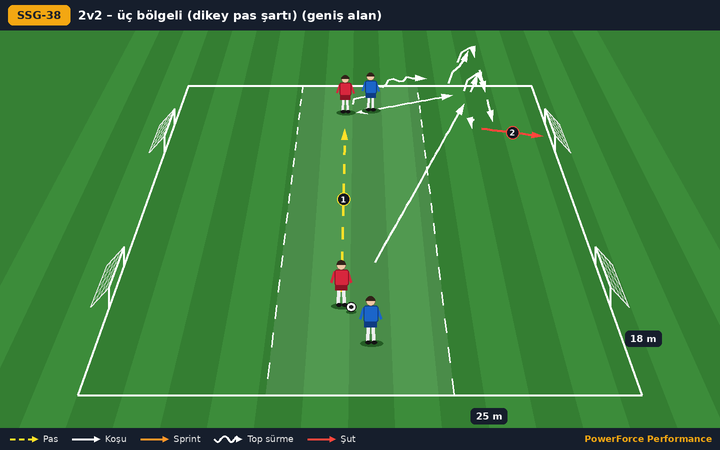 SSG-38 2v2 – üç bölgeli (dikey pas şartı) (geniş alan)
2
1
18 m
25 m
Pas Koşu Sprint Top sürme Şut PowerForce Performance